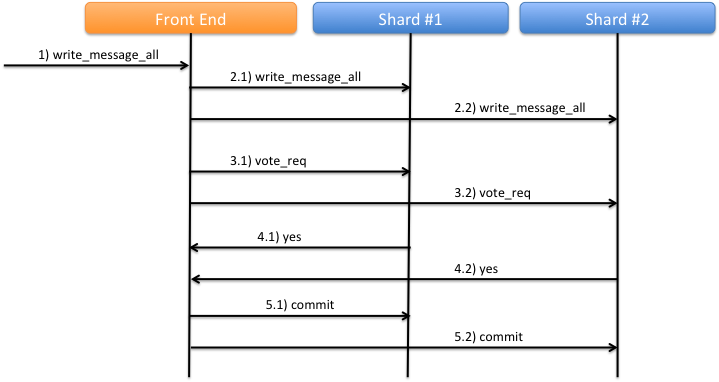 Front End
Shard #1
Shard #2
1) write_message_all
2.1) write_message_all
2.2) write_message_all
3.1) vote_req
3.2) vote_req
4.1) yes
4.2) yes
5.1) commit
5.2) commit